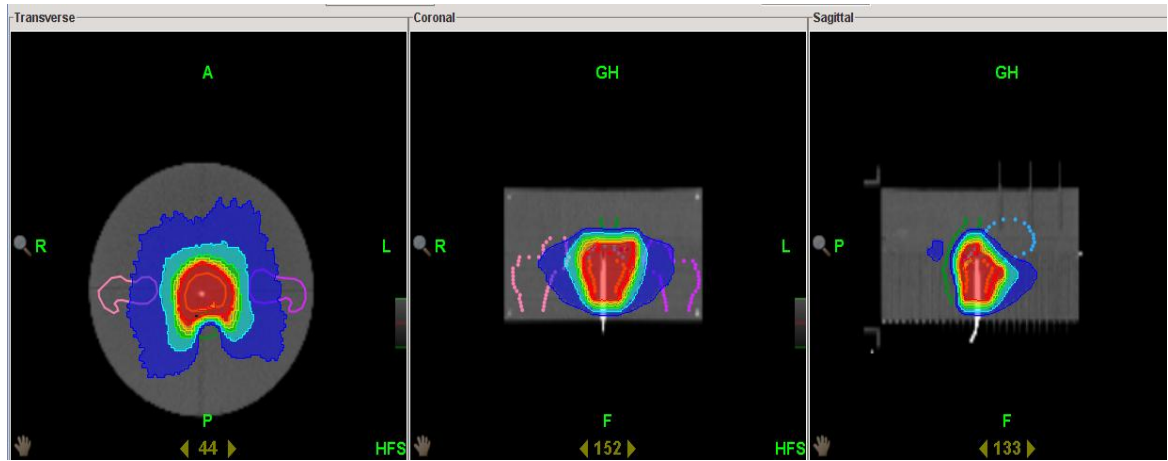 Transverse
Coronal
Sagittal
A
GH
GH
R
L
R
L
P
P
F
F
44
HFS
152
HFS
133